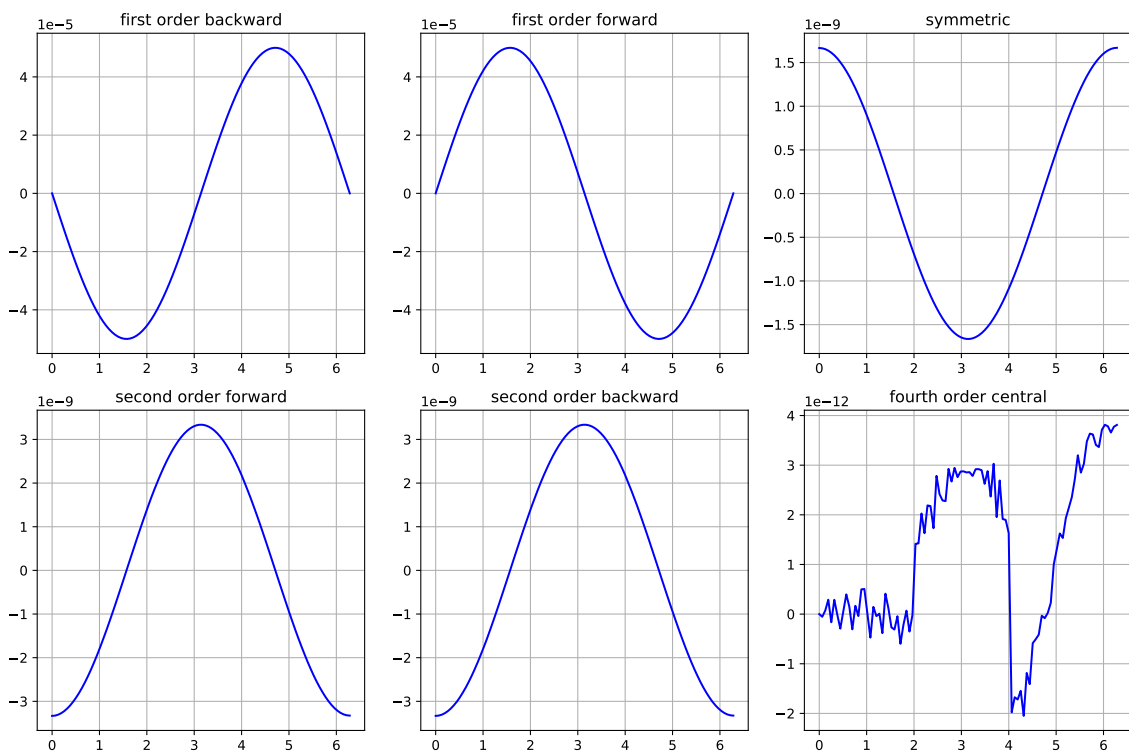 first order backward
1e−5
4
2
0
−2
−4
0 1 2 3 4 5 6
first order forward
1e−5
4
2
0
−2
−4
0 1 2 3 4 5 6
symmetric
1e−9
1.5
1.0
0.5
0.0
−0.5
−1.0
−1.5
0 1 2 3 4 5 6
second order forward
1e−9
3
2
1
0
−1
−2
−3
0 1 2 3 4 5 6
second order backward
1e−9
3
2
1
0
−1
−2
−3
0 1 2 3 4 5 6
fourth order central
1e−12
4
3
2
1
0
−1
−2
0 1 2 3 4 5 6